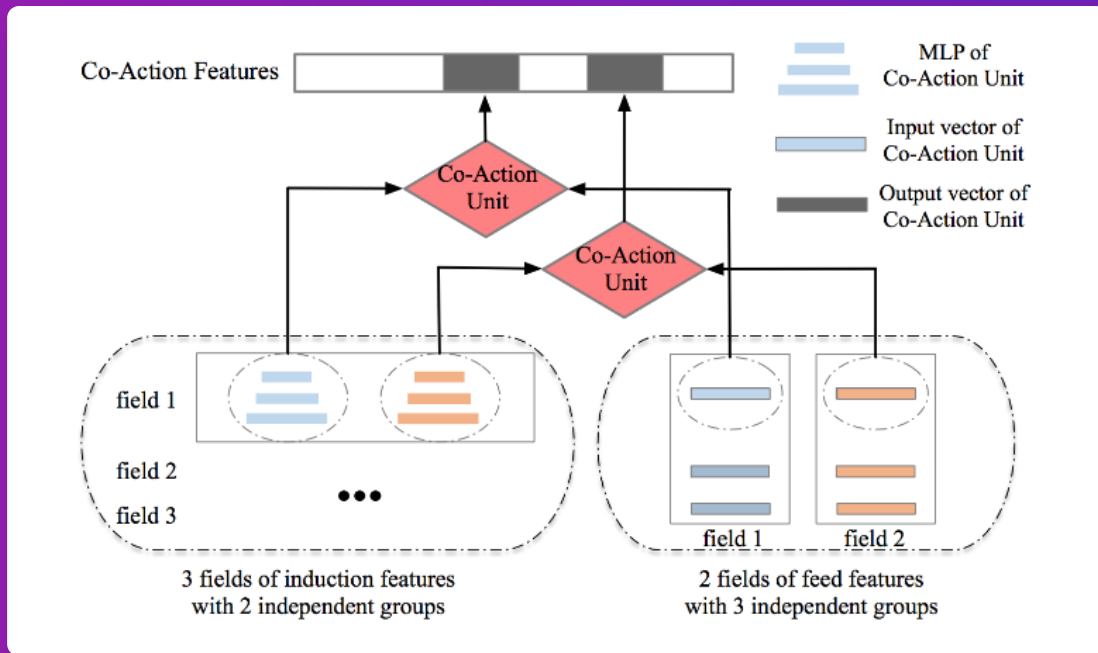 Co-Action Features
MLP of
Co-Action Unit
Input vector of
Co-Action Unit
Output vector of
Co-Action Unit
Co-Action
Unit
Co-Action
Unit
field 1
field 2
field 3
field 1
field 2
3 fields of induction features
with 2 independent groups
2 fields of feed features
with 3 independent groups